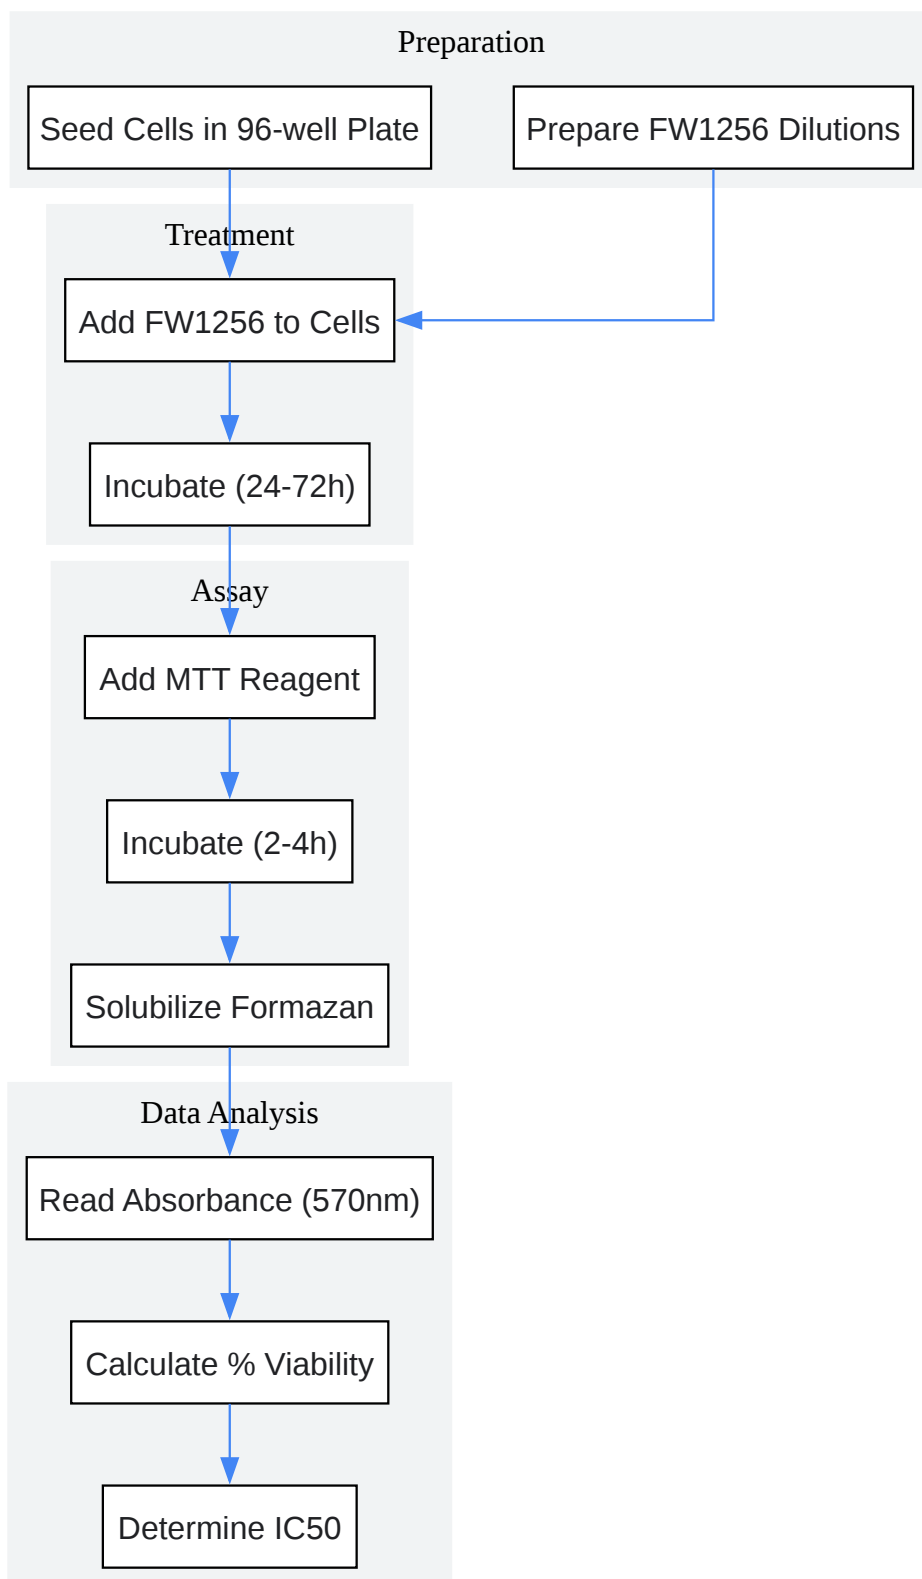 Preparation
Seed Cells in 96-well Plate
Prepare FW1256 Dilutions
Treatment
Add FW1256 to Cells
Incubate (24-72h)
Assay
Add MTT Reagent
Incubate (2-4h)
Solubilize Formazan
Data Analysis
Read Absorbance (570nm)
Calculate % Viability
Determine IC50